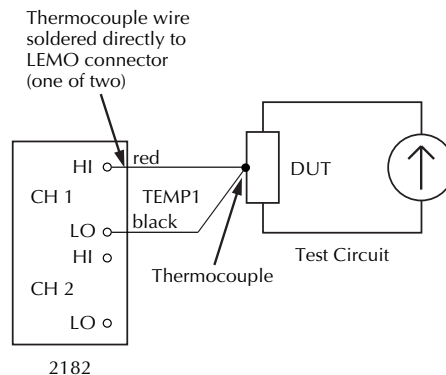 Thermocouple wire
soldered directly to
LEMO connector
(one of two)
HI
red
CH 1
TEMP1
DUT
LO
black
HI
Thermocouple
Test Circuit
CH 2
LO
2182